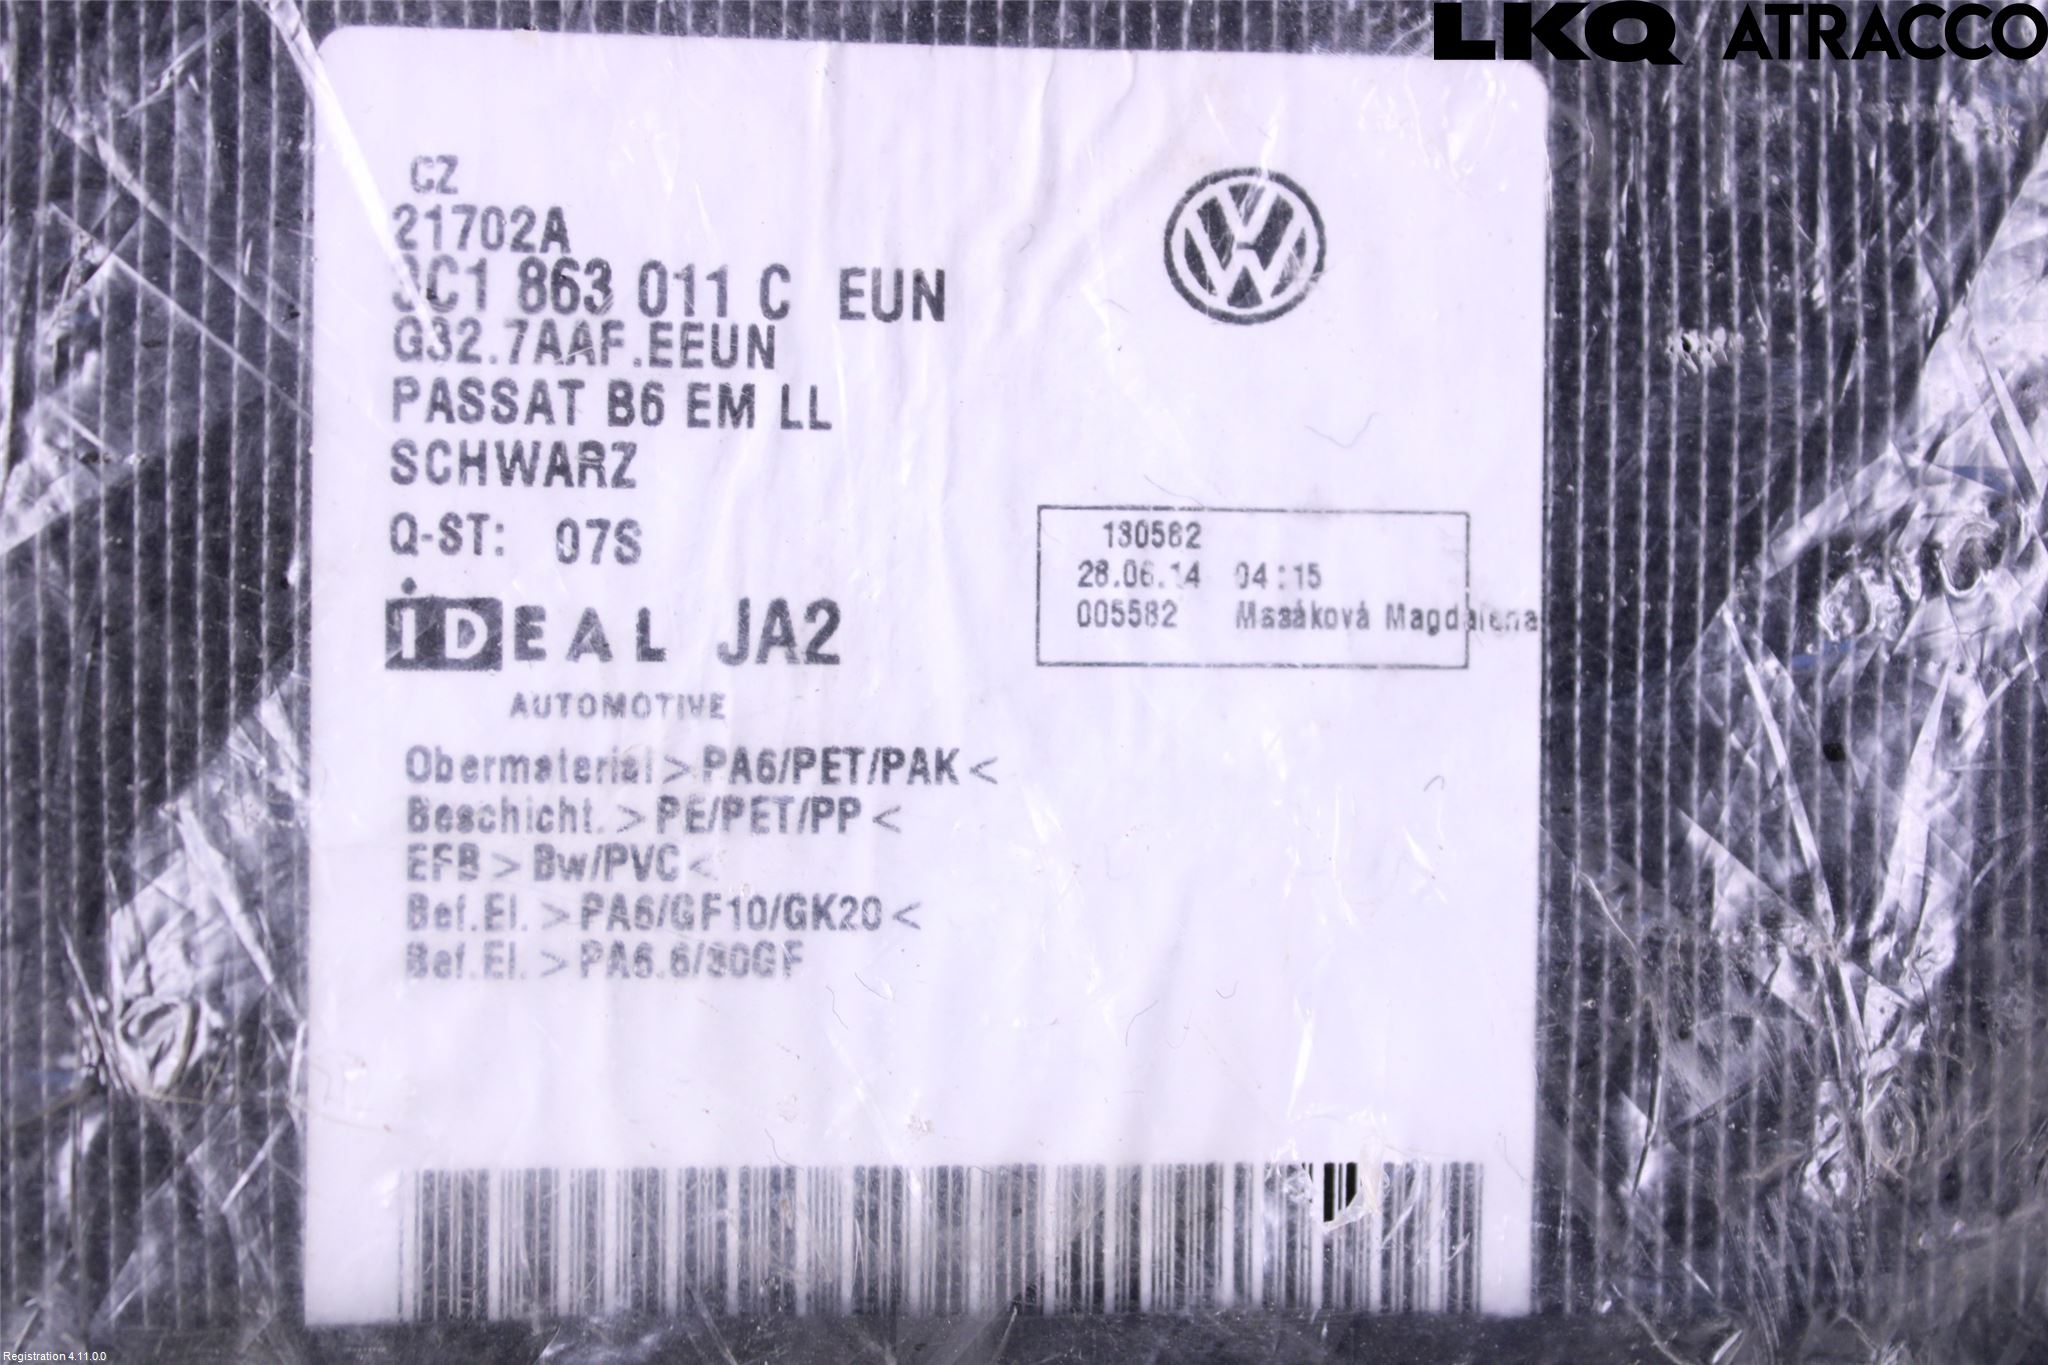 LKQ ATRACCO
CZ
21702A
3C1 863 011 C EUN
G32.7AAF.EEUN
PASSAT B6 EM LL
SCHWARZ
Q-ST: 07S
130582
28.06.14 04:15
005582 Magdalena
iDEAL JA2
AUTOMOTIVE
Obermaterial >PA6/PET/PAK<
Beschicht. >PE/PET/PP<
EFB >Bw/PVC<
Bef.El. >PA6/GF10/GK20<
Bef.El. >PA6.6/30GF
Registration 4.11.0.0